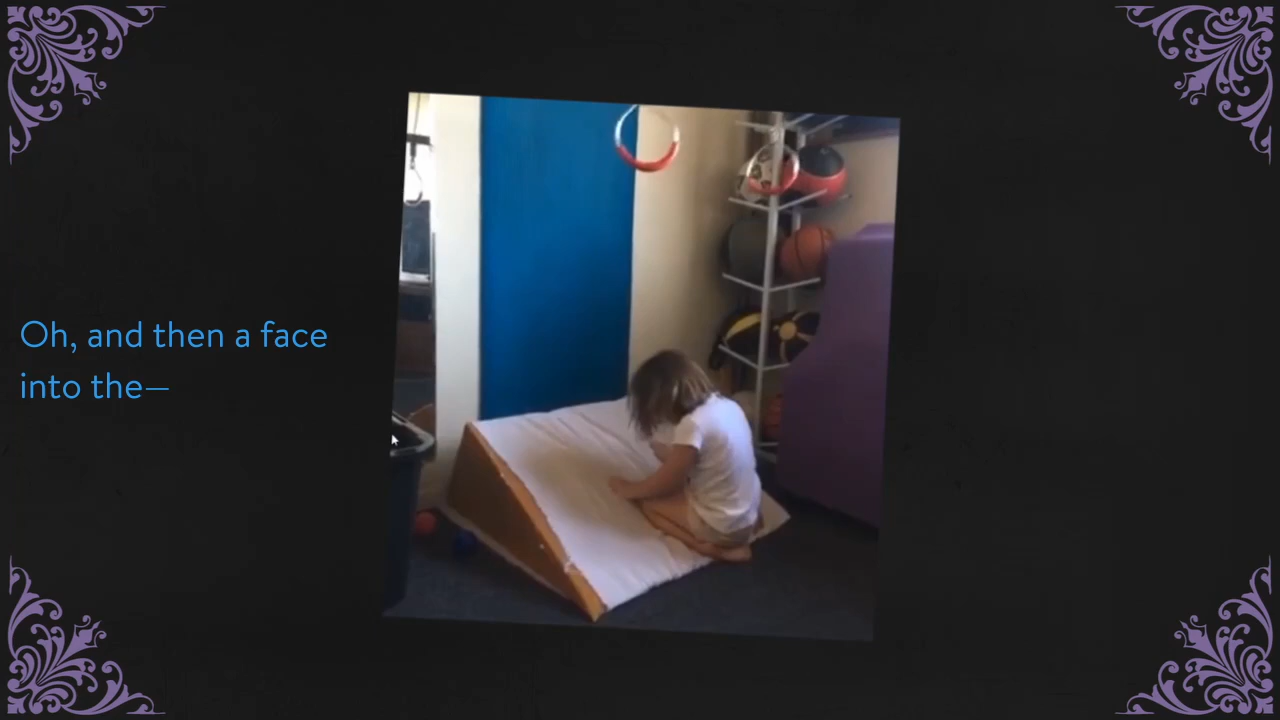 Oh, and then a face
into the—